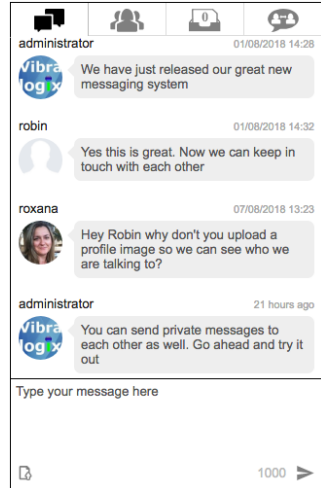 0
administrator 01/08/2018 14:28
Vibra
logix
We have just released our great new
messaging system
robin 01/08/2018 14:32
Yes this is great. Now we can keep in
touch with each other
roxana 07/08/2018 13:23
Hey Robin why don't you upload a
profile image so we can see who we
are talking to?
administrator 21 hours ago
Vibra
logix
You can send private messages to
each other as well. Go ahead and try it
out
Type your message here
1000